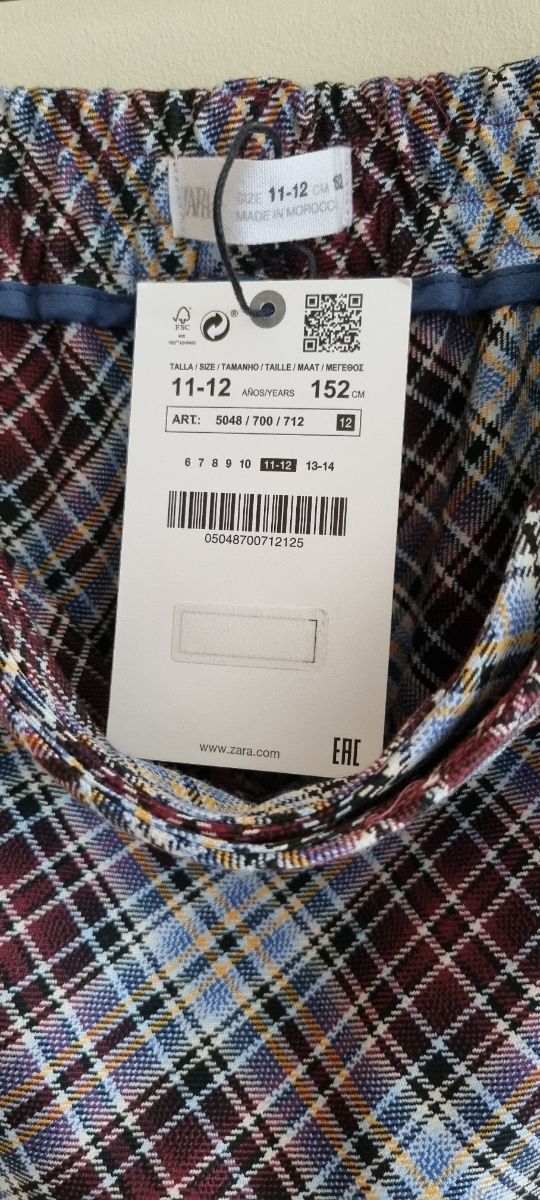 ZARA
SIZE 11-12 CM 152
MADE IN MOROCCO
FSC
®
TALLA / SIZE / TAMANHO / TAILLE / MAAT / ΜΕΓΕΘΟΣ
11-12 AÑOS/YEARS 152 CM
ART.: 5048 / 700 / 712 12
6 7 8 9 10 11-12 13-14
05048700712125
www.zara.com
EAC